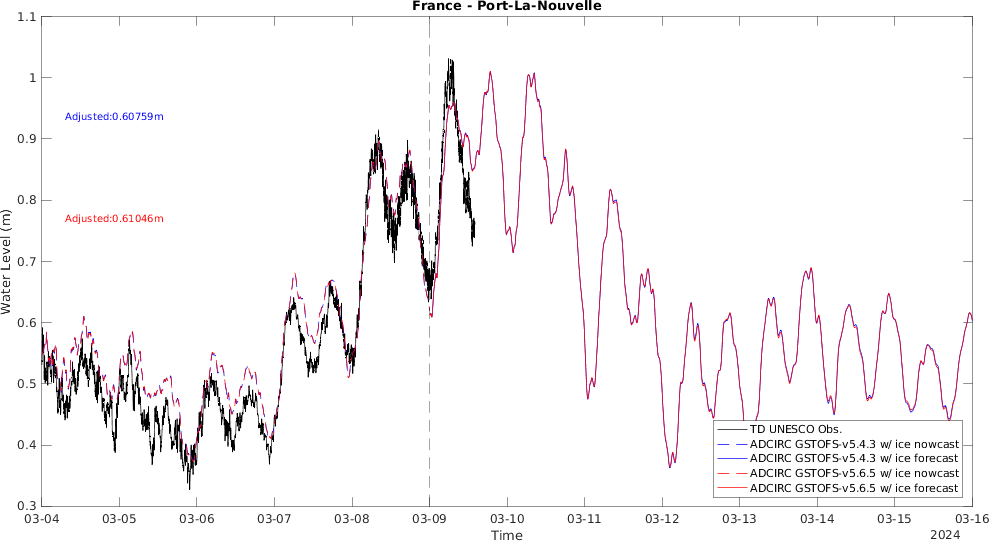 France - Port-La-Nouvelle
Water Level (m)
1.1
1
0.9
0.8
0.7
0.6
0.5
0.4
0.3
Adjusted:0.60759m
Adjusted:0.61046m
TD UNESCO Obs.
ADCIRC GSTOFS-v5.4.3 w/ ice nowcast
ADCIRC GSTOFS-v5.4.3 w/ ice forecast
ADCIRC GSTOFS-v5.6.5 w/ ice nowcast
ADCIRC GSTOFS-v5.6.5 w/ ice forecast
03-04 03-05 03-06 03-07 03-08 03-09 03-10 03-11 03-12 03-13 03-14 03-15 03-16
Time
2024